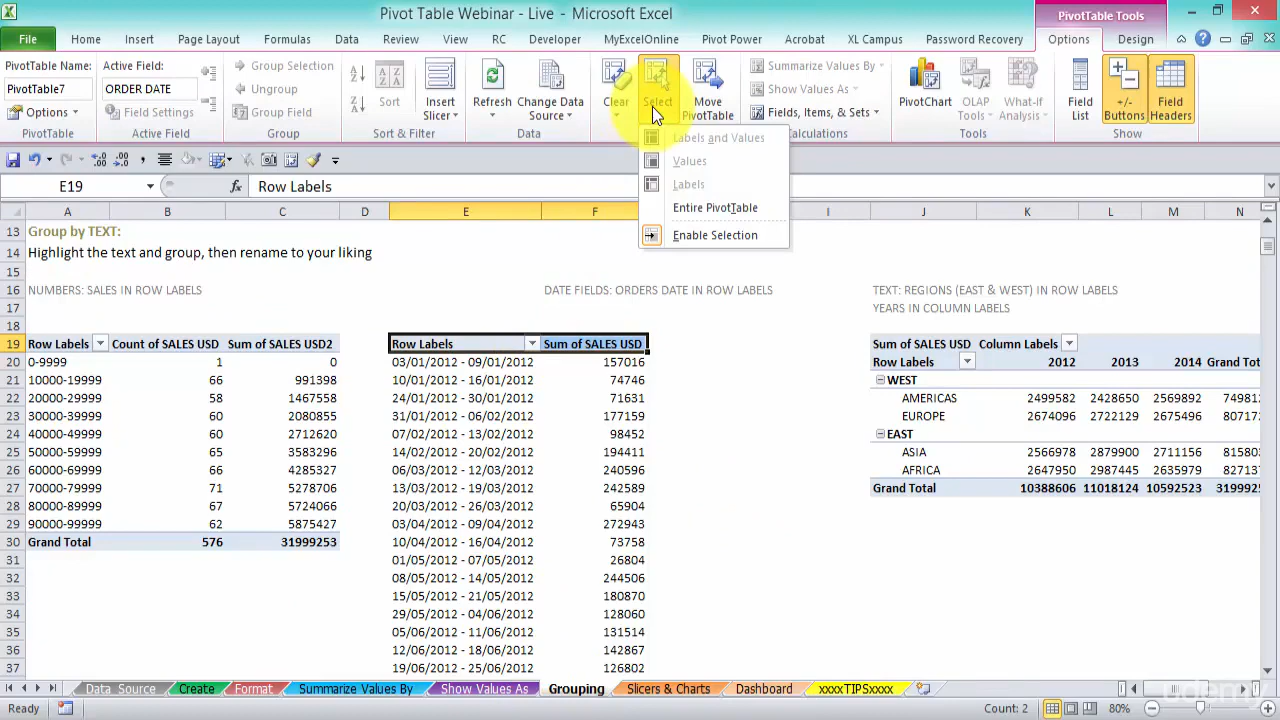 Pivot Table Webinar - Live - Microsoft Excel
PivotTable Tools
File Home Insert Page Layout Formulas Data Review View RC Developer MyExcelOnline Pivot Power Acrobat XL Campus Password Recovery Options Design
PivotTable Name: Active Field: Group Selection Summarize Values By
PivotTable7 ORDER DATE Ungroup Sort Insert Refresh Change Data Clear Select Move Show Values As PivotChart OLAP What-If Field +/- Field
Options Field Settings Group Field Slicer Source PivotTable Fields, Items, & Sets Tools Analysis List Buttons Headers
PivotTable Active Field Group Sort & Filter Data Calculations Tools Show
Labels and Values
Values
Labels
Entire PivotTable
Enable Selection
E19 fx Row Labels
A B C D E F I J K L M N
13 Group by TEXT:
14 Highlight the text and group, then rename to your liking
15
16 NUMBERS: SALES IN ROW LABELS DATE FIELDS: ORDERS DATE IN ROW LABELS TEXT: REGIONS (EAST & WEST) IN ROW LABELS
17 YEARS IN COLUMN LABELS
18
19 Row Labels Count of SALES USD Sum of SALES USD2 Row Labels Sum of SALES USD Sum of SALES USD Column Labels
20 0-9999 1 0 03/01/2012 - 09/01/2012 157016 Row Labels 2012 2013 2014 Grand Tot
21 10000-19999 66 991398 10/01/2012 - 16/01/2012 74746 WEST
22 20000-29999 58 1467558 24/01/2012 - 30/01/2012 71631 AMERICAS 2499582 2428650 2569892 749812
23 30000-39999 60 2080855 31/01/2012 - 06/02/2012 177159 EUROPE 2674096 2722129 2675496 807172
24 40000-49999 60 2712620 07/02/2012 - 13/02/2012 98452 EAST
25 50000-59999 65 3583296 14/02/2012 - 20/02/2012 194411 ASIA 2566978 2879900 2711156 815803
26 60000-69999 66 4285327 06/03/2012 - 12/03/2012 240596 AFRICA 2647950 2987445 2635979 827137
27 70000-79999 71 5278706 13/03/2012 - 19/03/2012 242589 Grand Total 10388606 11018124 10592523 3199925
28 80000-89999 67 5724066 20/03/2012 - 26/03/2012 65904
29 90000-99999 62 5875427 03/04/2012 - 09/04/2012 272943
30 Grand Total 576 31999253 10/04/2012 - 16/04/2012 73758
31 01/05/2012 - 07/05/2012 26804
32 08/05/2012 - 14/05/2012 244506
33 15/05/2012 - 21/05/2012 180870
34 29/05/2012 - 04/06/2012 128060
35 05/06/2012 - 11/06/2012 131514
36 12/06/2012 - 18/06/2012 142867
37 19/06/2012 - 25/06/2012 126802
Data_Source Create Format Summarize Values By Show Values As Grouping Slicers & Charts Dashboard xxxxTIPSxxxx
udemy
Ready Count: 2 80%